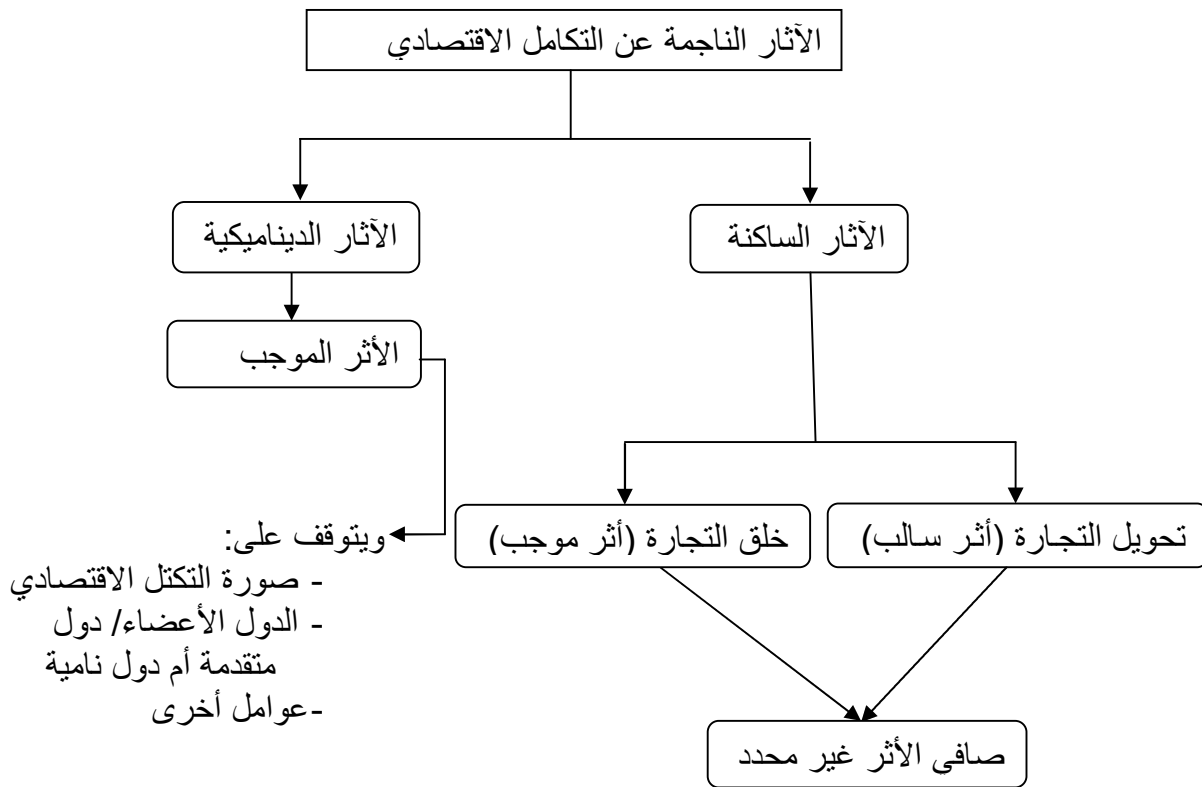 الآثار الناجمة عن التكامل الاقتصادي
الآثار الساكنة
الآثار الديناميكية
الأثر الموجب
تحويل التجارة (أثر سالب)
خلق التجارة (أثر موجب)
ويتوقف على:
- صورة التكتل الاقتصادي
- الدول الأعضاء/ دول
متقدمة أم دول نامية
-عوامل أخرى
صافي الأثر غير محدد